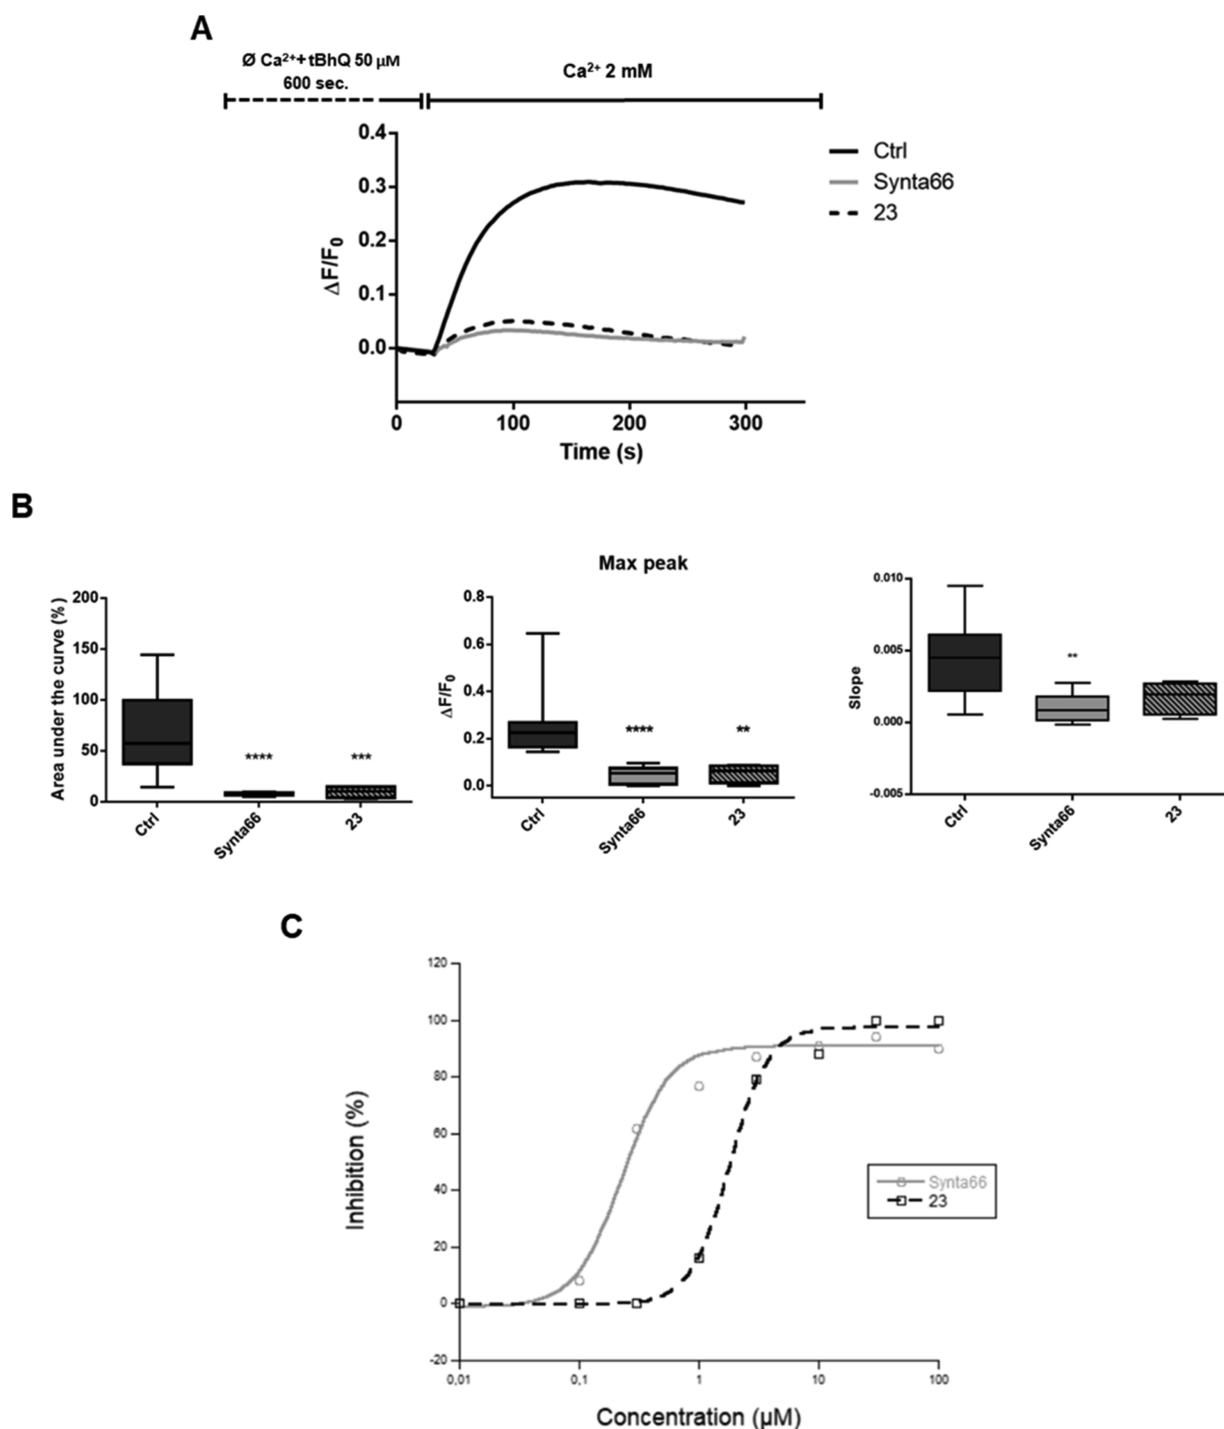 A
Ø Ca²⁺+tBhQ 50 µM
600 sec.
Ca²⁺ 2 mM
0.4
0.3
0.2
0.1
0.0
ΔF/F₀
0
100
200
300
Time (s)
Ctrl
Synta66
23
B
Area under the curve (%)
200
150
100
50
0
****
***
Ctrl
Synta66
23
Max peak
ΔF/F₀
0.8
0.6
0.4
0.2
0.0
****
**
Ctrl
Synta66
23
Slope
0.010
0.005
0.000
-0.005
**
Ctrl
Synta66
23
C
Inhibition (%)
120
100
80
60
40
20
0
-20
0,01
0,1
1
10
100
Concentration (µM)
Synta66
23